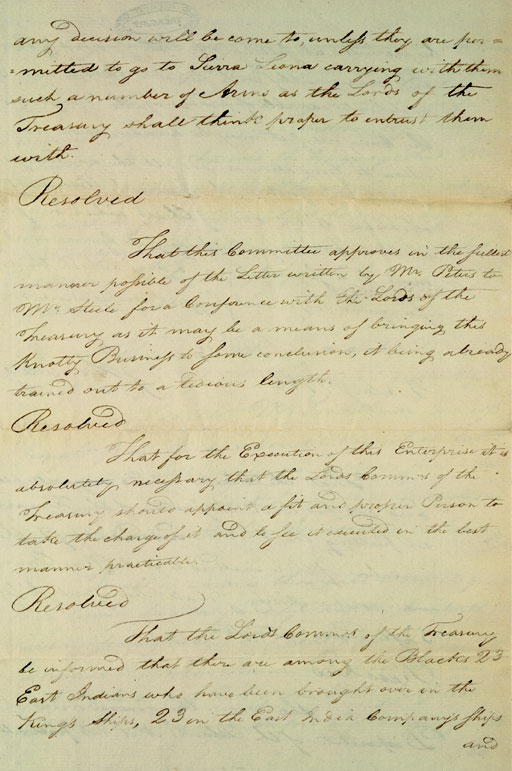 any decision will be come to, unless they are per=
=mitted to go to Sierra Leona carrying with them
such a number of Arms as the Lords of the
Treasury shall think proper to entrust them
with.
Resolved
That this Committee approves in the fullest
manner possible of the Letter written by Mr. Peters to
Mr. Steele for a Conference with the Lords of the
Treasury as it may be a means of bringing this
Knotty Business to some conclusion, it being already
trained out to a tedious length.
Resolved
That for the Execution of this Enterprise it is
absolutely necessary that the Lords Commrs of the
Treasury should appoint a fit and proper Person to
take the charge of it and to see it executed in the best
manner practicable.
Resolved
That the Lords Commrs of the Treasury
be informed that there are among the Blacks 23
East Indians who have been brought over in the
Kings Ships, 23 in the East India Company's Ships
and